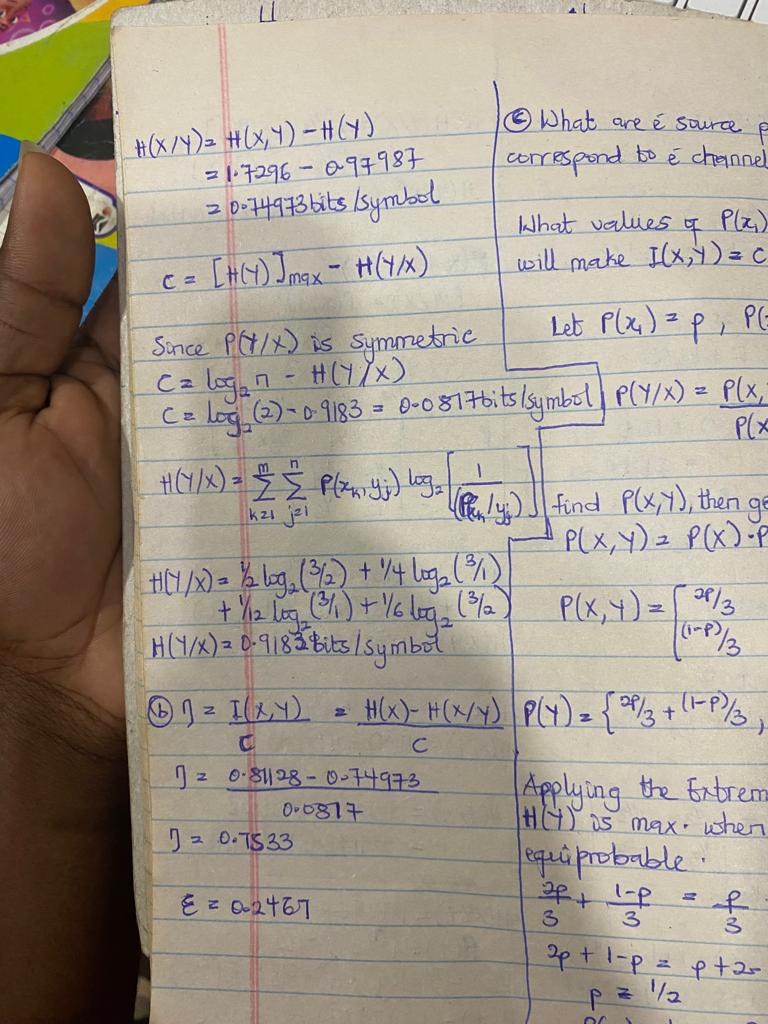 H(X/Y) = H(X,Y) - H(Y)
= 1.7296 - 0.97987
= 0.74973 bits/symbol
C = [H(Y)]max - H(Y/X)
Since P(Y/X) is symmetric
C = log₂ n - H(Y/X)
C = log₂(2) - 0.9183 = 0.0817 bits/symbol
H(Y/X) = m∑k=1 n∑j=1 P(xₖ,yⱼ) log₂[1/(Pxₖ/yⱼ)]
H(Y/X) = 1/2 log₂(3/2) + 1/4 log₂(3/1)
+ 1/12 log₂(3/1) + 1/6 log₂(3/2)
H(Y/X) = 0.9183 bits/symbol
(b) η = I(X,Y)/C = H(X) - H(X/Y)/C
η = 0.81128 - 0.74973/0.0817
η = 0.7533
ε = 0.2467
(c) What are ē source p
correspond to ē channel
What values of P(x₁)
will make I(X,Y) = C
Let P(x₁) = p, P(
P(Y/X) = P(X,/P(X
find P(X,Y), then ge
P(X,Y) = P(X)·P
P(X,Y) = [2p/3
(1-p)/3
P(Y) = {2p/3 + (1-p)/3,
Applying the Extrem
H(Y) is max. when
equiprobable.
2p/3 + 1-p/3 = p/3
2p + 1-p = p+2-
p = 1/2